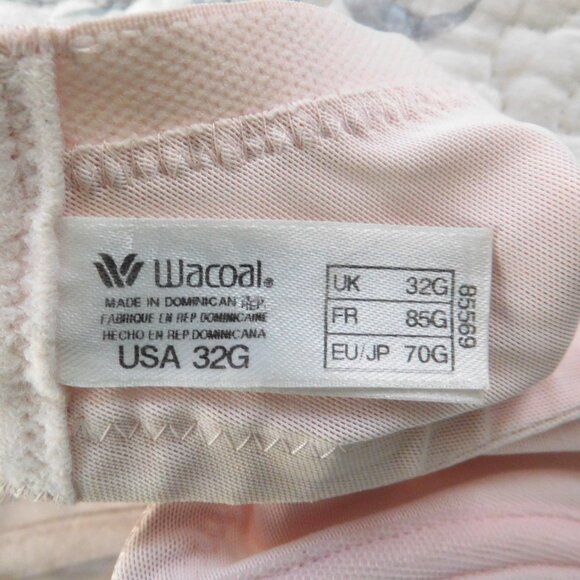 Wacoal®
MADE IN DOMINICAN REP.
FABRIQUE EN REP DOMINICAINE
HECHO EN REP DOMINICANA
USA 32G
UK 32G
FR 85G
EU/JP 70G
85569